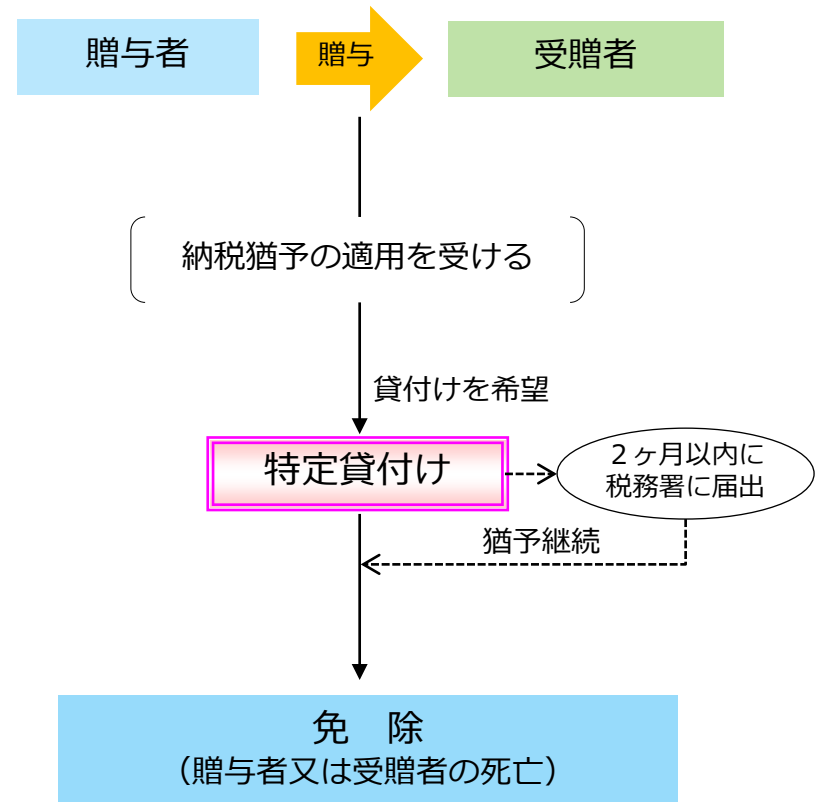 贈与者
贈与
受贈者
納税猶予の適用を受ける
貸付けを希望
特定貸付け
２ヶ月以内に
税務署に届出
猶予継続
免　除
（贈与者又は受贈者の死亡）